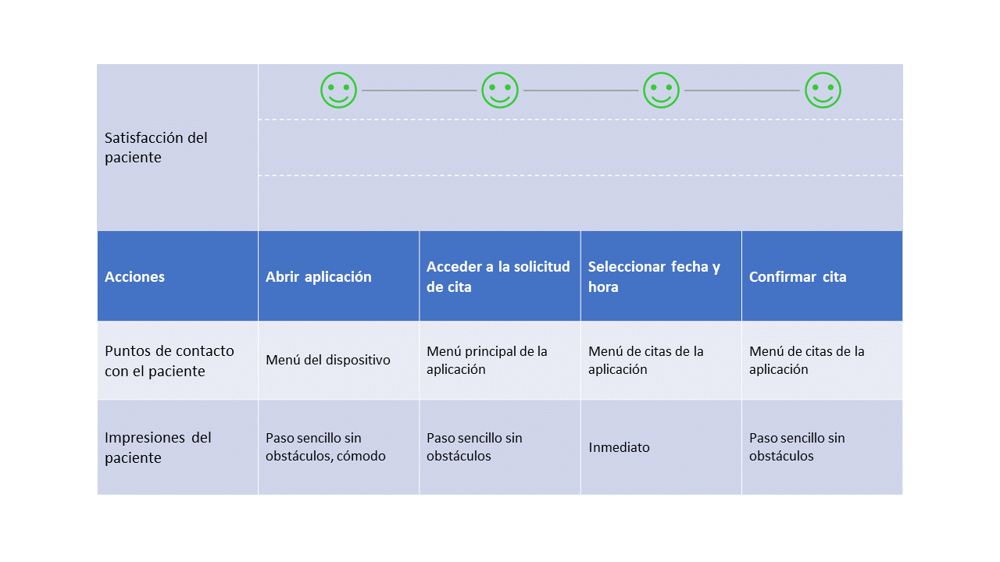 Satisfacción del
paciente
Acciones
Abrir aplicación
Acceder a la solicitud
de cita
Seleccionar fecha y
hora
Confirmar cita
Puntos de contacto
con el paciente
Menú del dispositivo
Menú principal de la
aplicación
Menú de citas de la
aplicación
Menú de citas de la
aplicación
Impresiones del
paciente
Paso sencillo sin
obstáculos, cómodo
Paso sencillo sin
obstáculos
Inmediato
Paso sencillo sin
obstáculos